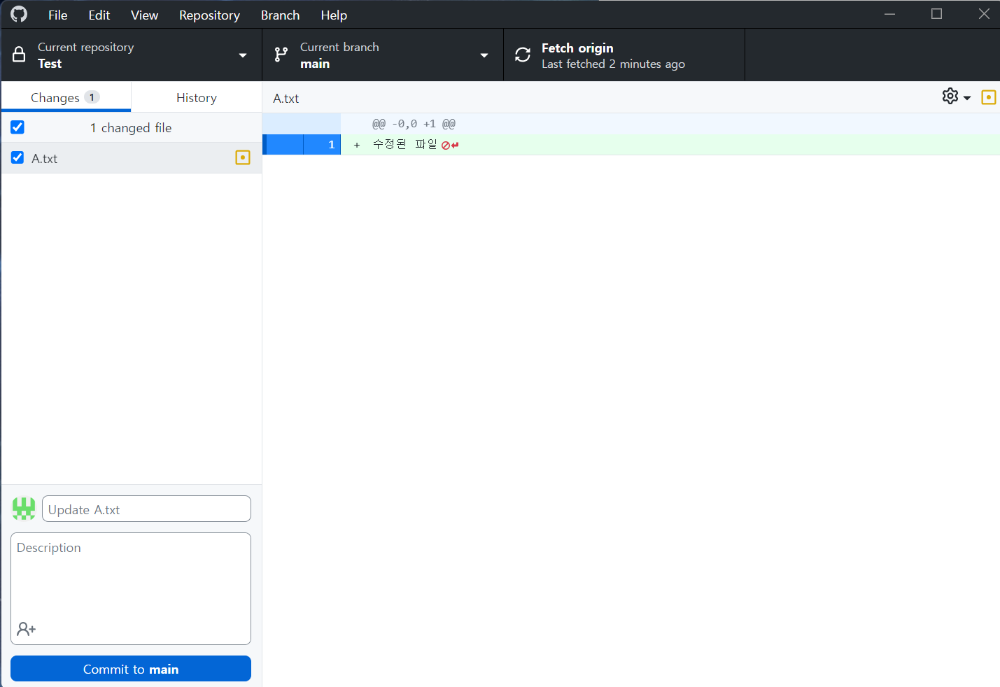 File Edit View Repository Branch Help
Current repository
Test
Current branch
main
Fetch origin
Last fetched 2 minutes ago
Changes 1
History
1 changed file
A.txt
A.txt
@@ -0,0 +1 @@
1 + 수정된 파일
Update A.txt
Description
Commit to main